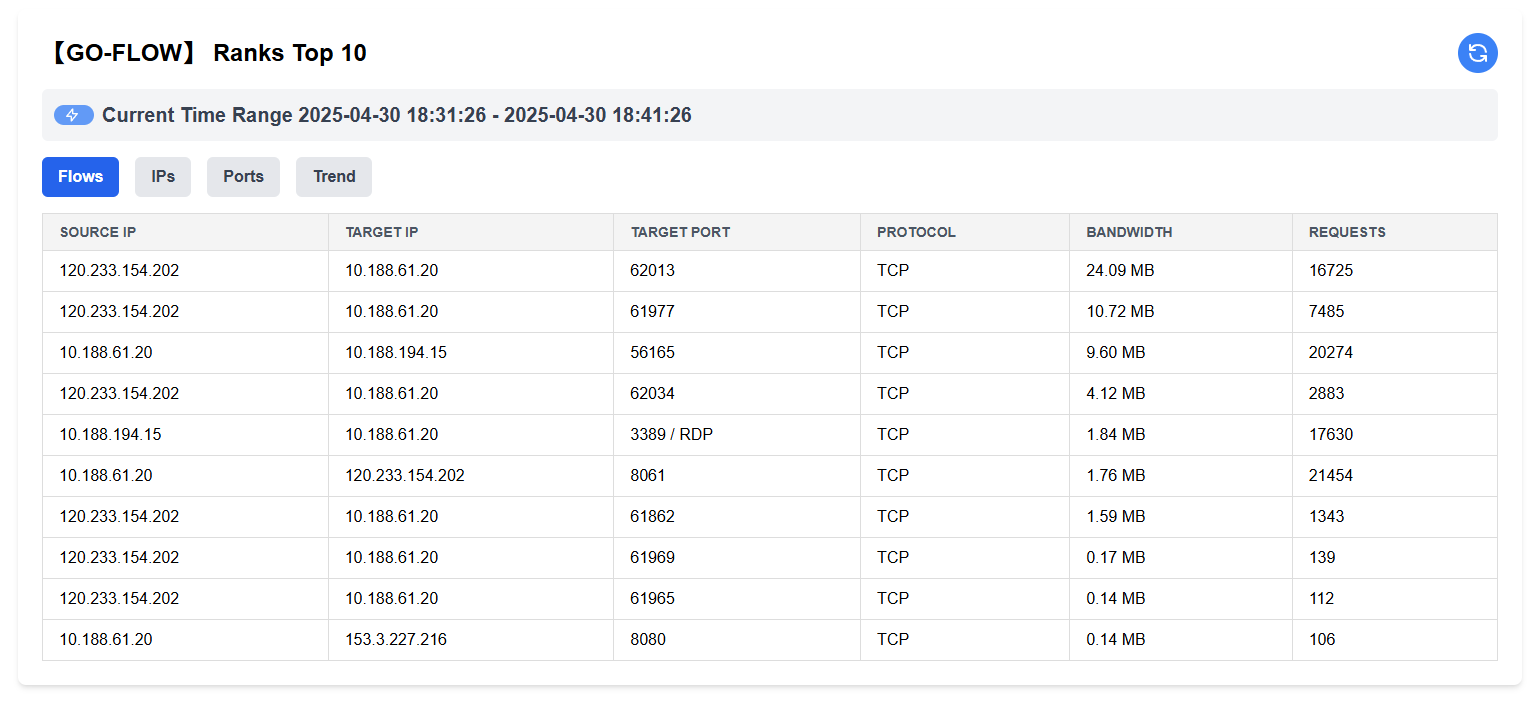 【GO-FLOW】 Ranks Top 10
Current Time Range 2025-04-30 18:31:26 - 2025-04-30 18:41:26
Flows IPs Ports Trend
SOURCE IP TARGET IP TARGET PORT PROTOCOL BANDWIDTH REQUESTS
120.233.154.202 10.188.61.20 62013 TCP 24.09 MB 16725
120.233.154.202 10.188.61.20 61977 TCP 10.72 MB 7485
10.188.61.20 10.188.194.15 56165 TCP 9.60 MB 20274
120.233.154.202 10.188.61.20 62034 TCP 4.12 MB 2883
10.188.194.15 10.188.61.20 3389 / RDP TCP 1.84 MB 17630
10.188.61.20 120.233.154.202 8061 TCP 1.76 MB 21454
120.233.154.202 10.188.61.20 61862 TCP 1.59 MB 1343
120.233.154.202 10.188.61.20 61969 TCP 0.17 MB 139
120.233.154.202 10.188.61.20 61965 TCP 0.14 MB 112
10.188.61.20 153.3.227.216 8080 TCP 0.14 MB 106